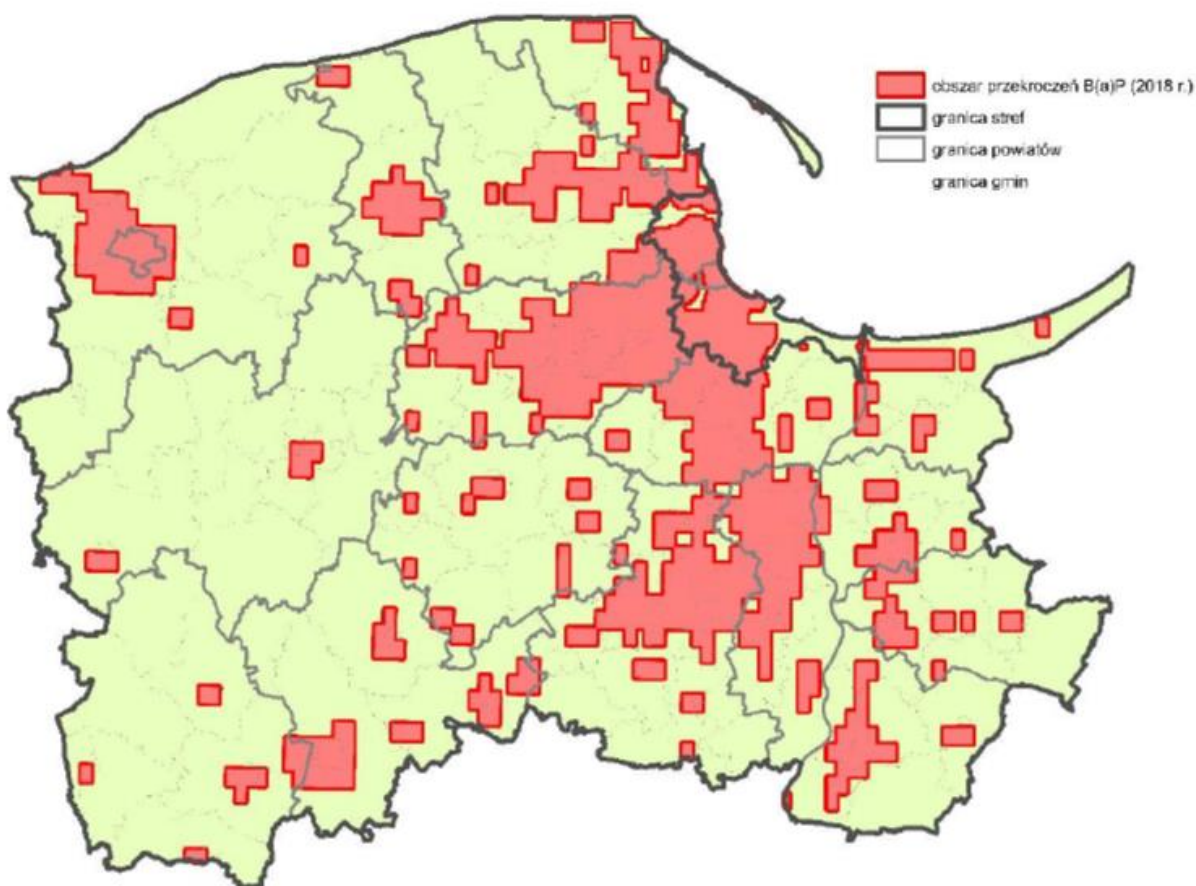 obszar przekroczeń B(a)P (2018 r.)
granica stref
granica powiatów
granica gmin